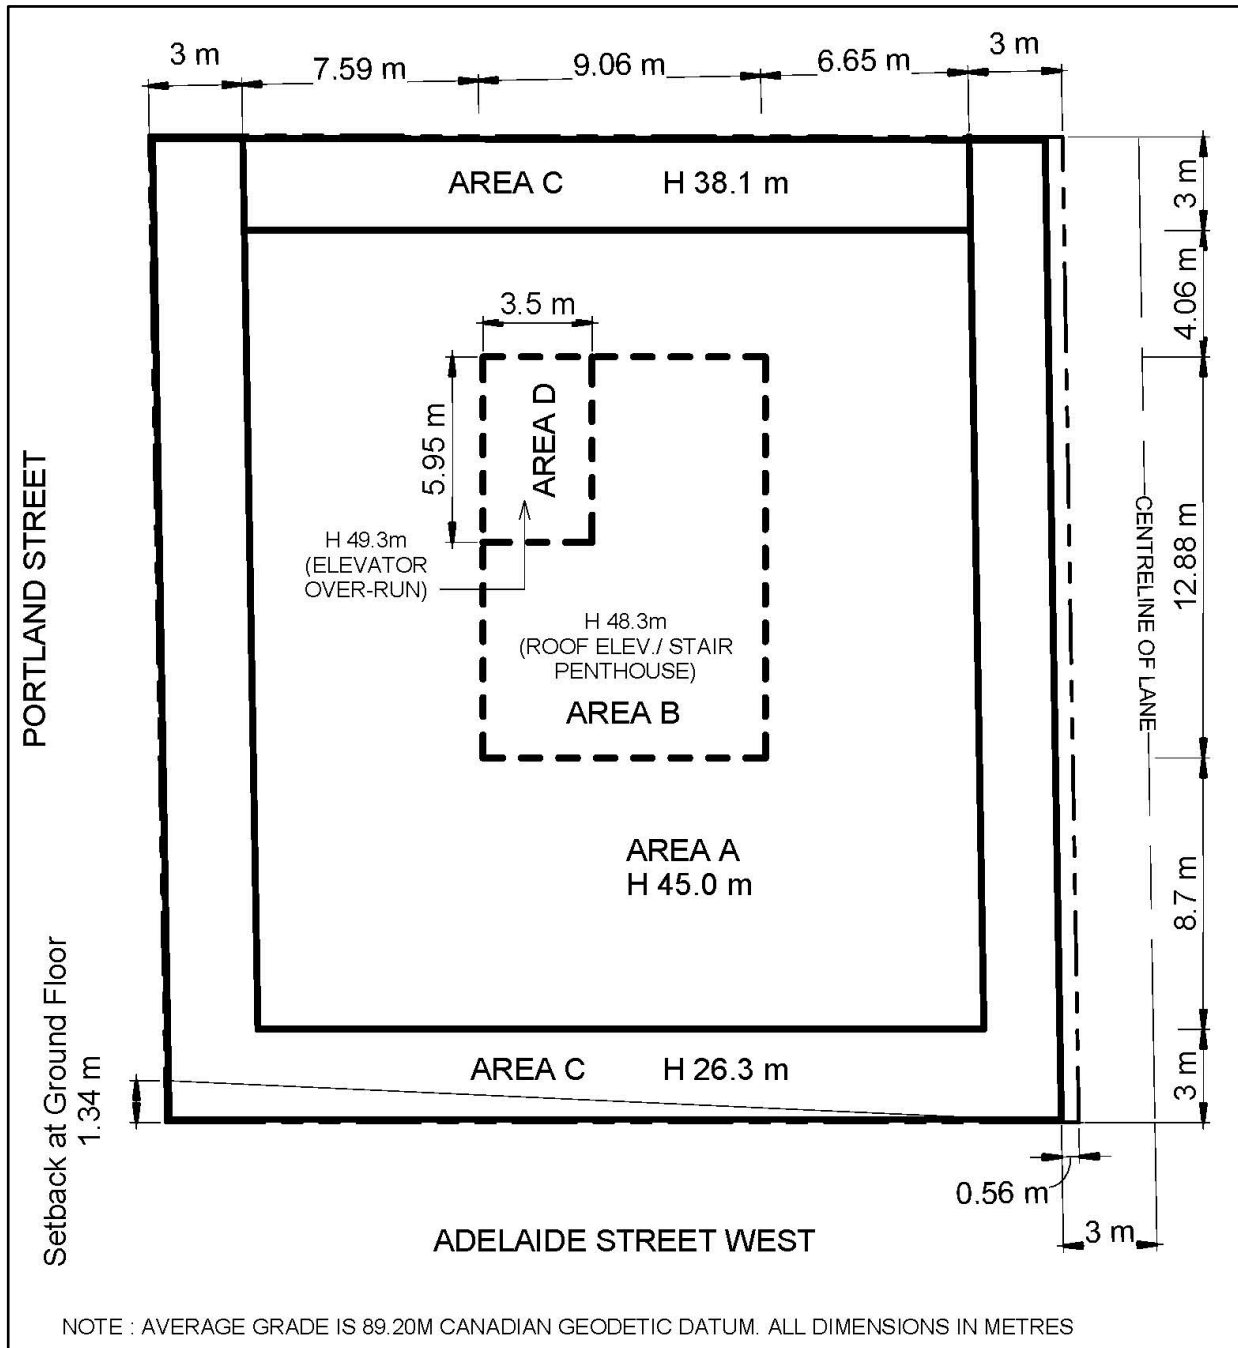 3 m
7.59 m
9.06 m
6.65 m
3 m
AREA C H 38.1 m
3 m
4.06 m
3.5 m
5.95 m
AREA D
H 49.3m
(ELEVATOR
OVER-RUN)
H 48.3m
(ROOF ELEV./ STAIR
PENTHOUSE)
AREA B
12.88 m
CENTRELINE OF LANE
PORTLAND STREET
AREA A
H 45.0 m
8.7 m
Setback at Ground Floor
1.34 m
AREA C H 26.3 m
3 m
0.56 m
3 m
ADELAIDE STREET WEST
NOTE : AVERAGE GRADE IS 89.20M CANADIAN GEODETIC DATUM. ALL DIMENSIONS IN METRES